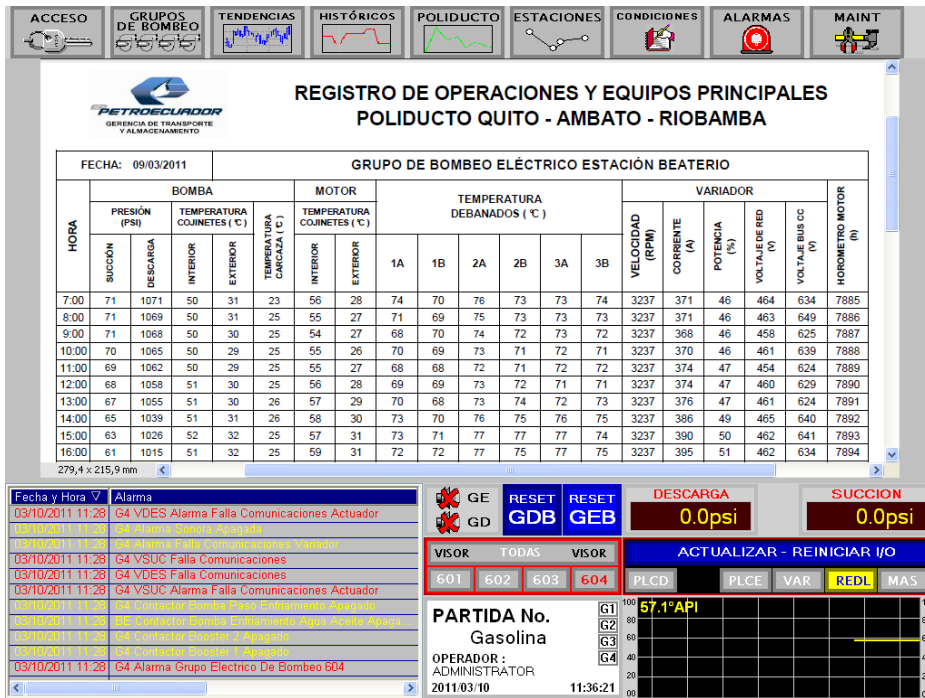 ACCESO GRUPOS DE BOMBEO TENDENCIAS HISTÓRICOS POLIDUCTO ESTACIONES CONDICIONES ALARMAS MAINT
PETROECUADOR
GERENCIA DE TRANSPORTE
Y ALMACENAMIENTO
REGISTRO DE OPERACIONES Y EQUIPOS PRINCIPALES
POLIDUCTO QUITO - AMBATO - RIOBAMBA
FECHA: 09/03/2011 GRUPO DE BOMBEO ELÉCTRICO ESTACIÓN BEATERIO
HORA BOMBA MOTOR TEMPERATURA DEBANADOS ( ℃ ) VARIADOR HOROMETRO MOTOR (h)
PRESIÓN (PSI) TEMPERATURA COJINETES ( ℃ ) TEMPERATURA CARCAZA ( ℃ ) TEMPERATURA COJINETES ( ℃ )
SUCCIÓN DESCARGA INTERIOR EXTERIOR INTERIOR EXTERIOR 1A 1B 2A 2B 3A 3B VELOCIDAD (RPM) CORRIENTE (A) POTENCIA (%) VOLTAJE DE RED (V) VOLTAJE BUS CC (V)
7:00 71 1071 50 31 23 56 28 74 70 76 73 73 74 3237 371 46 464 634 7885
8:00 71 1069 50 31 25 55 27 71 69 75 73 73 73 3237 371 46 463 649 7886
9:00 71 1068 50 30 25 54 27 68 70 74 72 73 72 3237 368 46 458 625 7887
10:00 70 1065 50 29 25 55 26 70 69 73 71 72 71 3237 370 46 461 639 7888
11:00 69 1062 50 29 25 55 27 68 68 72 71 72 72 3237 374 47 454 624 7889
12:00 68 1058 51 30 25 56 28 69 69 73 72 71 71 3237 374 47 460 629 7890
13:00 67 1055 51 30 26 57 29 70 68 73 74 72 73 3237 376 47 461 624 7891
14:00 65 1039 51 31 26 58 30 73 70 76 75 76 75 3237 386 49 465 640 7892
15:00 63 1026 52 32 25 57 31 73 71 77 77 77 74 3237 390 50 462 641 7893
16:00 61 1015 51 32 25 59 31 72 72 77 75 77 75 3237 395 51 462 634 7894
279,4 x 215,9 mm
Fecha y Hora Alarma
03/10/2011 11:28 G4 VDES Alarma Falla Comunicaciones Actuador
03/10/2011 11:28 G4 Alarma Sonora Apagada
03/10/2011 11:28 G4 Alarma Falla Comunicaciones Variador
03/10/2011 11:28 G4 VSUC Falla Comunicaciones
03/10/2011 11:28 G4 VDES Falla Comunicaciones
03/10/2011 11:28 G4 VSUC Alarma Falla Comunicaciones Actuador
03/10/2011 11:28 G4 Contactor Bomba Paso Enfriamiento Apagado
03/10/2011 11:28 BE Contactor Bomba Enfriamiento Agua Aceite Apaga...
03/10/2011 11:28 G4 Contactor Booster 2 Apagado
03/10/2011 11:28 G4 Contactor Booster 1 Apagado
03/10/2011 11:28 G4 Alarma Grupo Electrico De Bombeo 604
GE
GD
RESET GDB
RESET GEB
DESCARGA
0.0psi
SUCCION
0.0psi
VISOR TODAS VISOR
601 602 603 604
ACTUALIZAR - REINICIAR I/O
PLCD PLCE VAR REDL MAS
PARTIDA No.
Gasolina
OPERADOR :
ADMINISTRATOR
2011/03/10 11:36:21
G1
G2
G3
G4
57.1°API
100
80
60
40
20
00